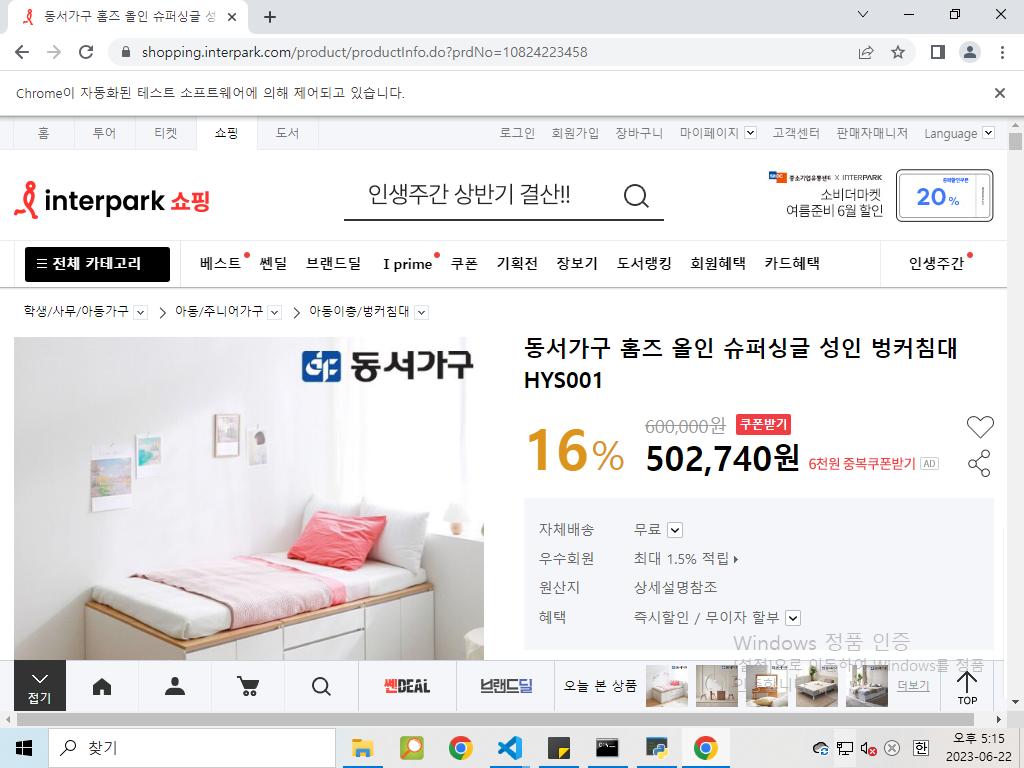 동서가구 홈즈 올인 슈퍼싱글 성
shopping.interpark.com/product/productInfo.do?prdNo=10824223458
Chrome이 자동화된 테스트 소프트웨어에 의해 제어되고 있습니다.
홈 투어 티켓 쇼핑 도서 로그인 회원가입 장바구니 마이페이지 고객센터 판매자매니저 Language
interpark 쇼핑
인생주간 상반기 결산!!
중소기업유통센터 X INTERPARK
소비더마켓
여름준비 6월 할인
20%
전체 카테고리 베스트 쎈딜 브랜드딜 I prime 쿠폰 기획전 장보기 도서랭킹 회원혜택 카드혜택 인생주간
학생/사무/아동가구 아동/주니어가구 아동이층/벙커침대
동서가구
동서가구 홈즈 올인 슈퍼싱글 성인 벙커침대
HYS001
16%
600,000원 쿠폰받기
502,740원 6천원 중복쿠폰받기 AD
자체배송 무료
우수회원 최대 1.5% 적립
원산지 상세설명참조
혜택 즉시할인 / 무이자 할부
Windows 정품 인증
[설정]으로 이동하여 Windows를 정품
접기
쎈DEAL
브랜드딜
오늘 본 상품
더보기
TOP
찾기
한
오후 5:15
2023-06-22